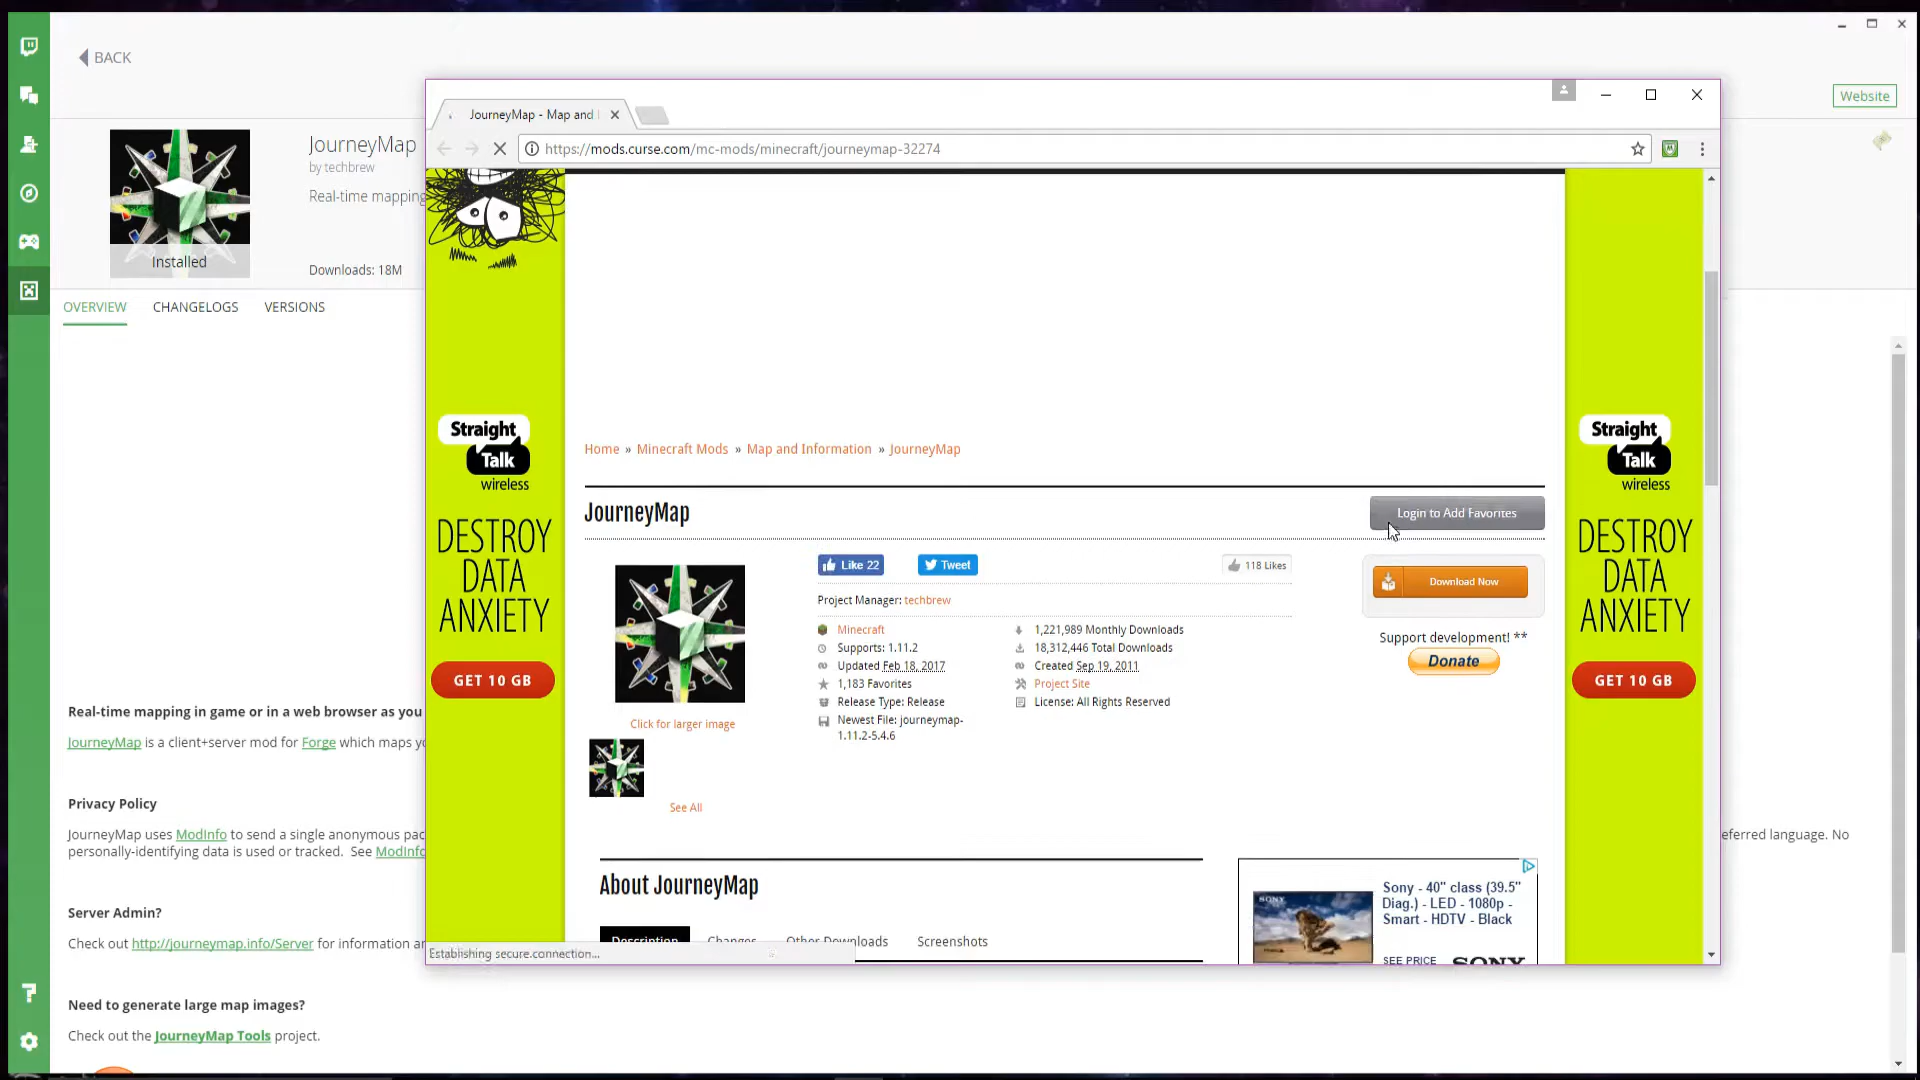 BACK
Website
JourneyMap
by techbrew
Real-time mapping
Installed
Downloads: 18M
OVERVIEW
CHANGELOGS
VERSIONS
Real-time mapping in game or in a web browser as you
JourneyMap is a client+server mod for Forge which maps
Privacy Policy
JourneyMap uses ModInfo to send a single anonymous pac
eferred language. No
personally-identifying data is used or tracked. See ModInfo
Server Admin?
Check out http://journeymap.info/Server for information
Need to generate large map images?
Check out the JourneyMap Tools project.
JourneyMap - Map and
https://mods.curse.com/mc-mods/minecraft/journeymap-32274
Straight
Talk
wireless
DESTROY
DATA
ANXIETY
GET 10 GB
Home » Minecraft Mods » Map and Information » JourneyMap
JourneyMap
Login to Add Favorites
Like 22
Tweet
118 Likes
Download Now
Project Manager: techbrew
Support development! **
Donate
Minecraft
Supports: 1.11.2
Updated Feb 18, 2017
1,183 Favorites
Release Type: Release
Newest File: journeymap-
1.11.2-5.4.6
1,221,989 Monthly Downloads
18,312,446 Total Downloads
Created Sep 19, 2011
Project Site
License: All Rights Reserved
Click for larger image
See All
About JourneyMap
Description
Changes
Other Downloads
Screenshots
Establishing secure connection...
SONY
Sony - 40" class (39.5"
Diag.) - LED - 1080p -
Smart - HDTV - Black
SEE PRICE
SONY
Straight
Talk
wireless
DESTROY
DATA
ANXIETY
GET 10 GB